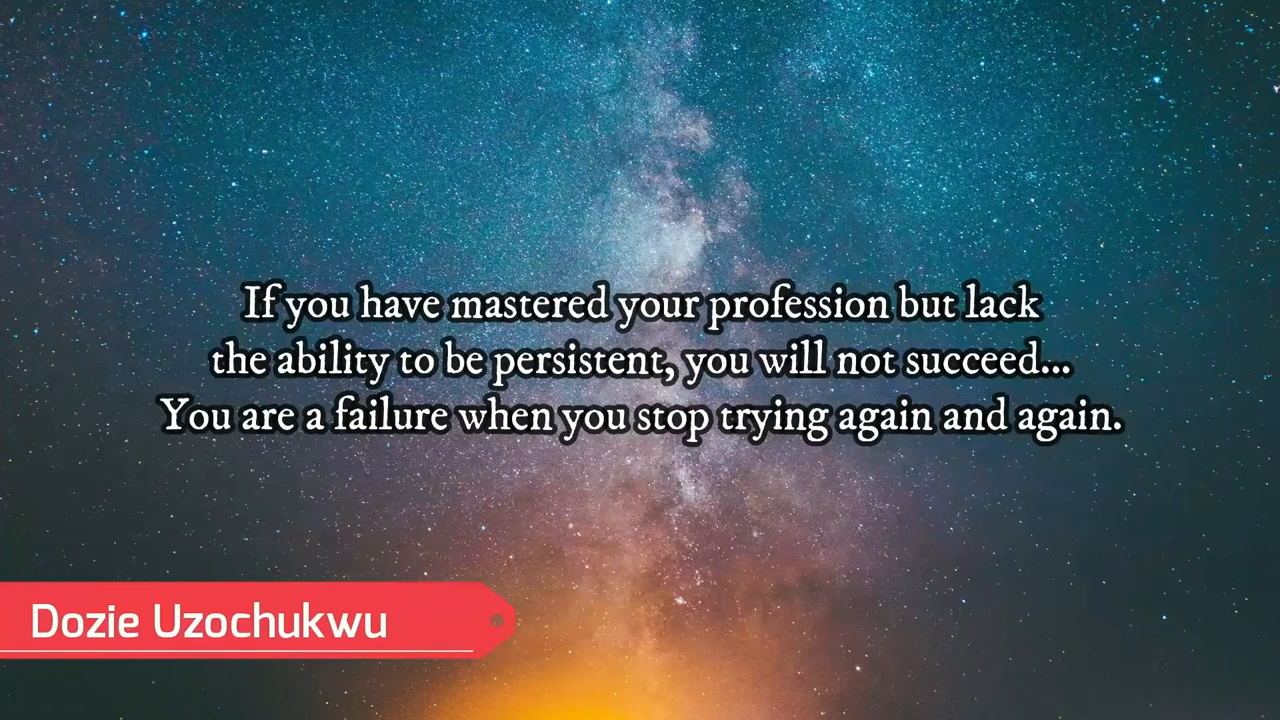 If you have mastered your profession but lack
the ability to be persistent, you will not succeed...
You are a failure when you stop trying again and again.
Dozie Uzochukwu